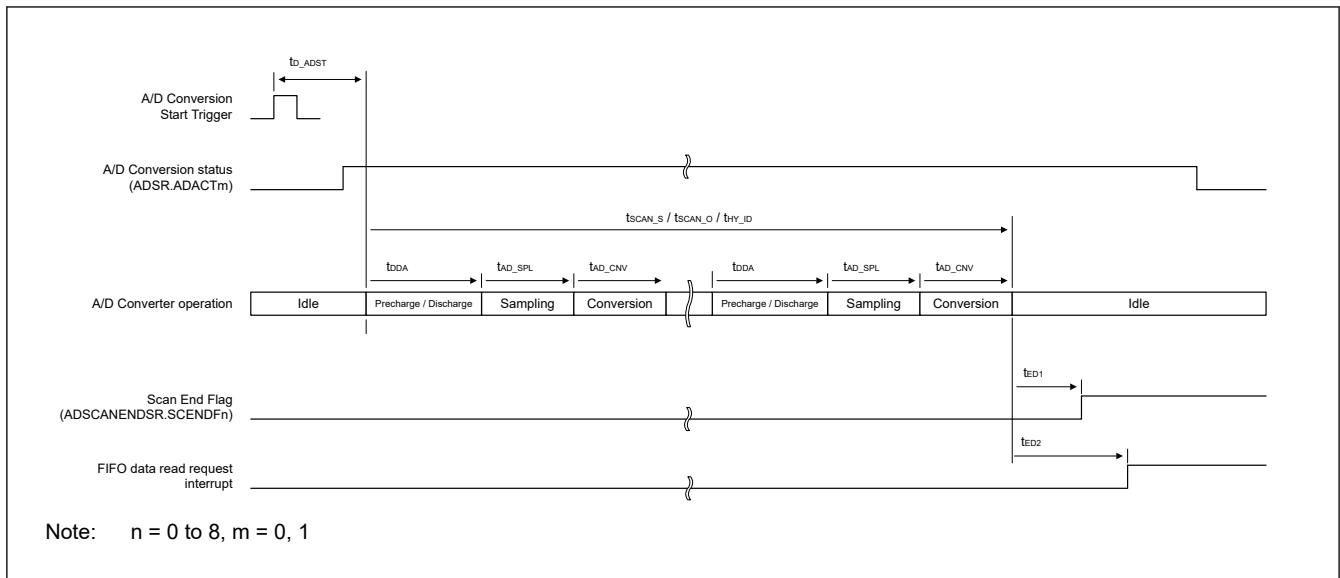 tD_ADST
A/D Conversion
Start Trigger
A/D Conversion status
(ADSR.ADACTm)
tSCAN_S / tSCAN_O / tHY_ID
tDDA tAD_SPL tAD_CNV tDDA tAD_SPL tAD_CNV
A/D Converter operation Idle Precharge / Discharge Sampling Conversion Precharge / Discharge Sampling Conversion Idle
tED1
Scan End Flag
(ADSCANENDSR.SCENDFn)
tED2
FIFO data read request
interrupt
Note: n = 0 to 8, m = 0, 1